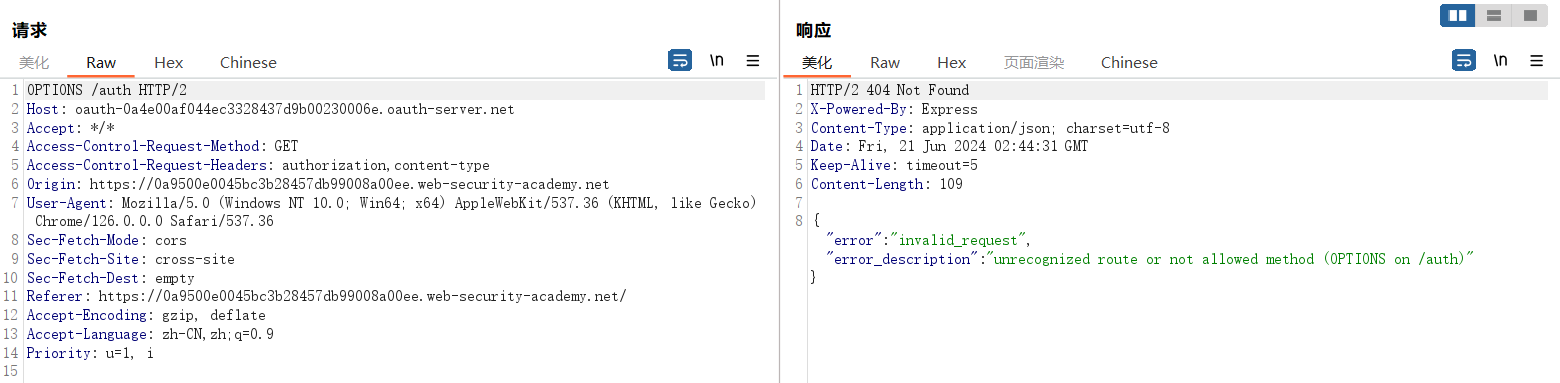 请求
美化 Raw Hex Chinese \n
1 OPTIONS /auth HTTP/2
2 Host: oauth-0a4e00af044ec3328437d9b00230006e.oauth-server.net
3 Accept: */*
4 Access-Control-Request-Method: GET
5 Access-Control-Request-Headers: authorization,content-type
6 Origin: https://0a9500e0045bc3b28457db99008a00ee.web-security-academy.net
7 User-Agent: Mozilla/5.0 (Windows NT 10.0; Win64; x64) AppleWebKit/537.36 (KHTML, like Gecko)
Chrome/126.0.0.0 Safari/537.36
8 Sec-Fetch-Mode: cors
9 Sec-Fetch-Site: cross-site
10 Sec-Fetch-Dest: empty
11 Referer: https://0a9500e0045bc3b28457db99008a00ee.web-security-academy.net/
12 Accept-Encoding: gzip, deflate
13 Accept-Language: zh-CN,zh;q=0.9
14 Priority: u=1, i
15
响应
美化 Raw Hex 页面渲染 Chinese \n
1 HTTP/2 404 Not Found
2 X-Powered-By: Express
3 Content-Type: application/json; charset=utf-8
4 Date: Fri, 21 Jun 2024 02:44:31 GMT
5 Keep-Alive: timeout=5
6 Content-Length: 109
7
8 {
"error":"invalid_request",
"error_description":"unrecognized route or not allowed method (OPTIONS on /auth)"
}